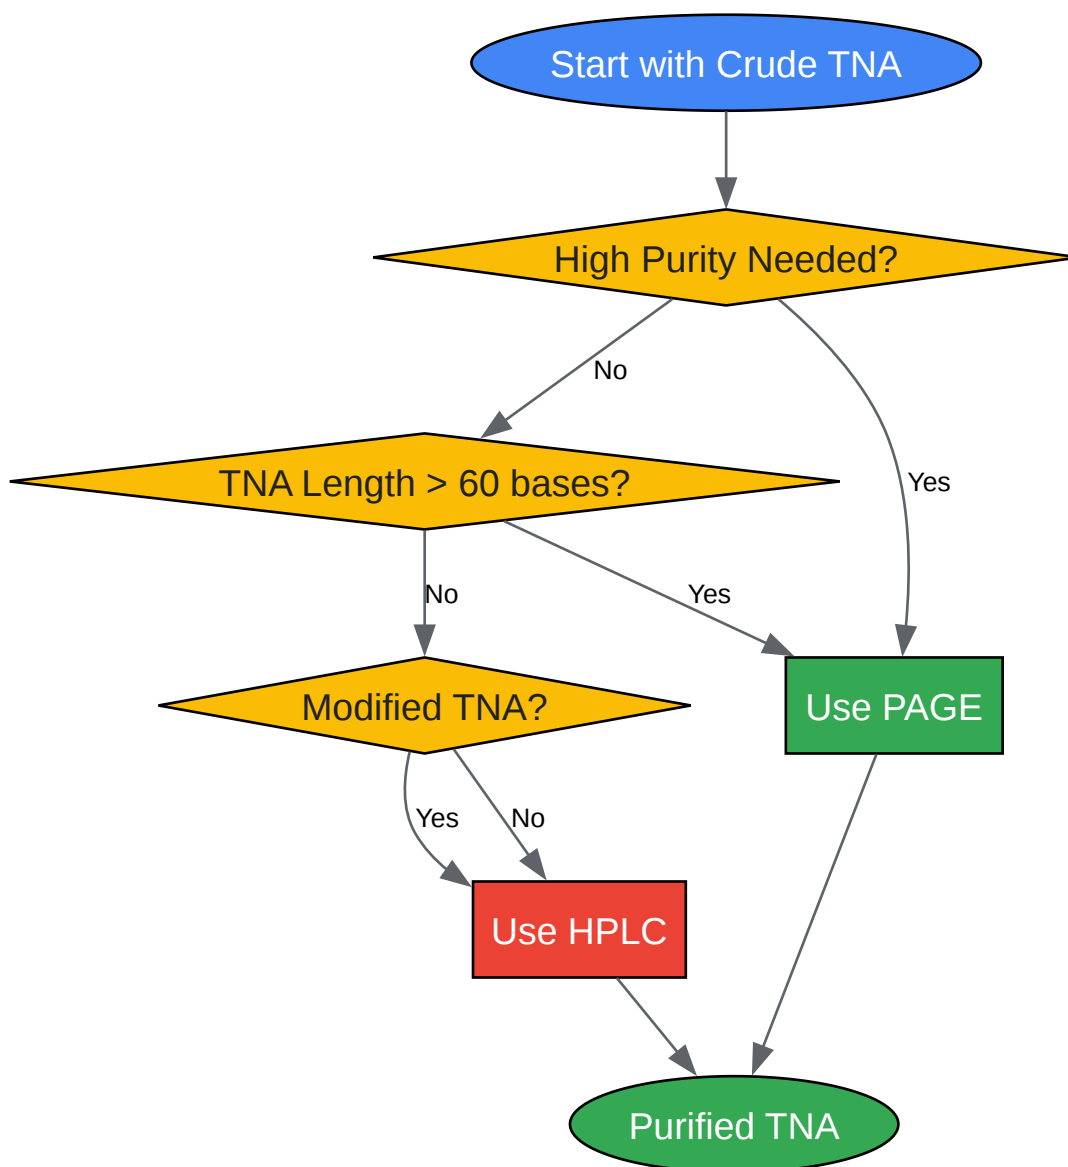 Start with Crude TNA
High Purity Needed?
No
TNA Length > 60 bases?
Yes
No
Yes
Modified TNA?
Use PAGE
Yes
No
Use HPLC
Purified TNA